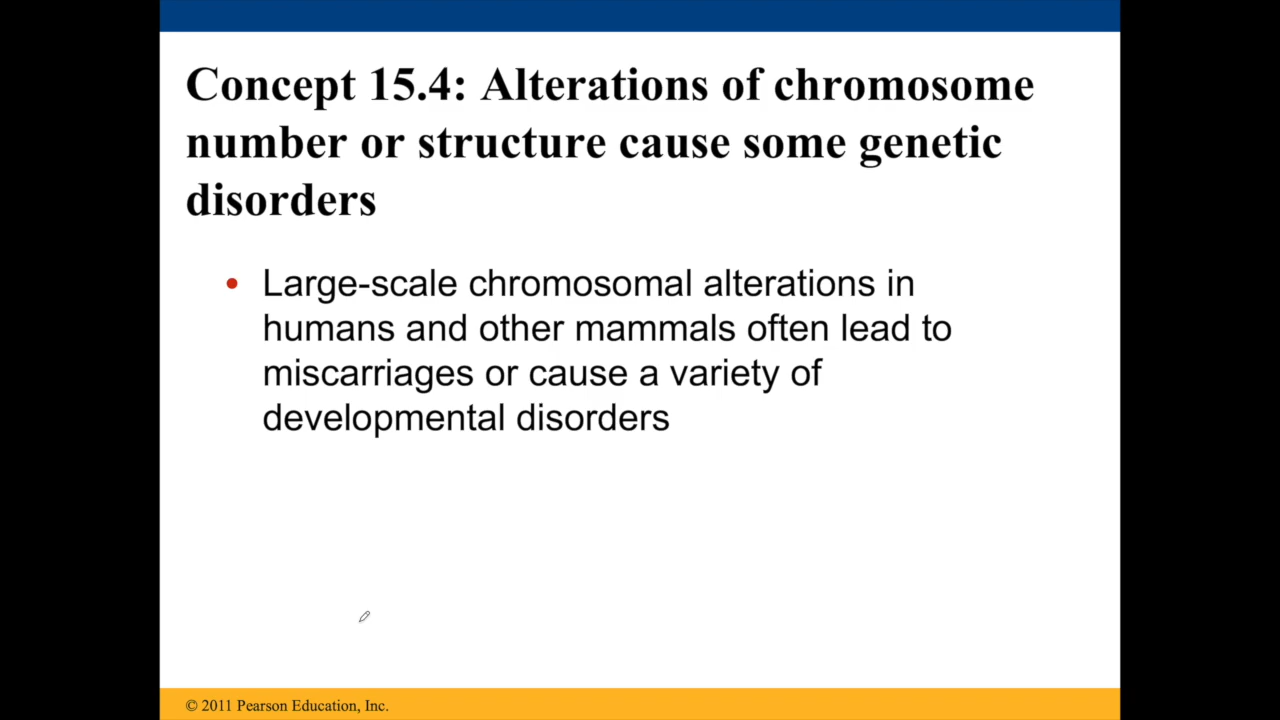 Concept 15.4: Alterations of chromosome
number or structure cause some genetic
disorders
• Large-scale chromosomal alterations in
humans and other mammals often lead to
miscarriages or cause a variety of
developmental disorders
© 2011 Pearson Education, Inc.